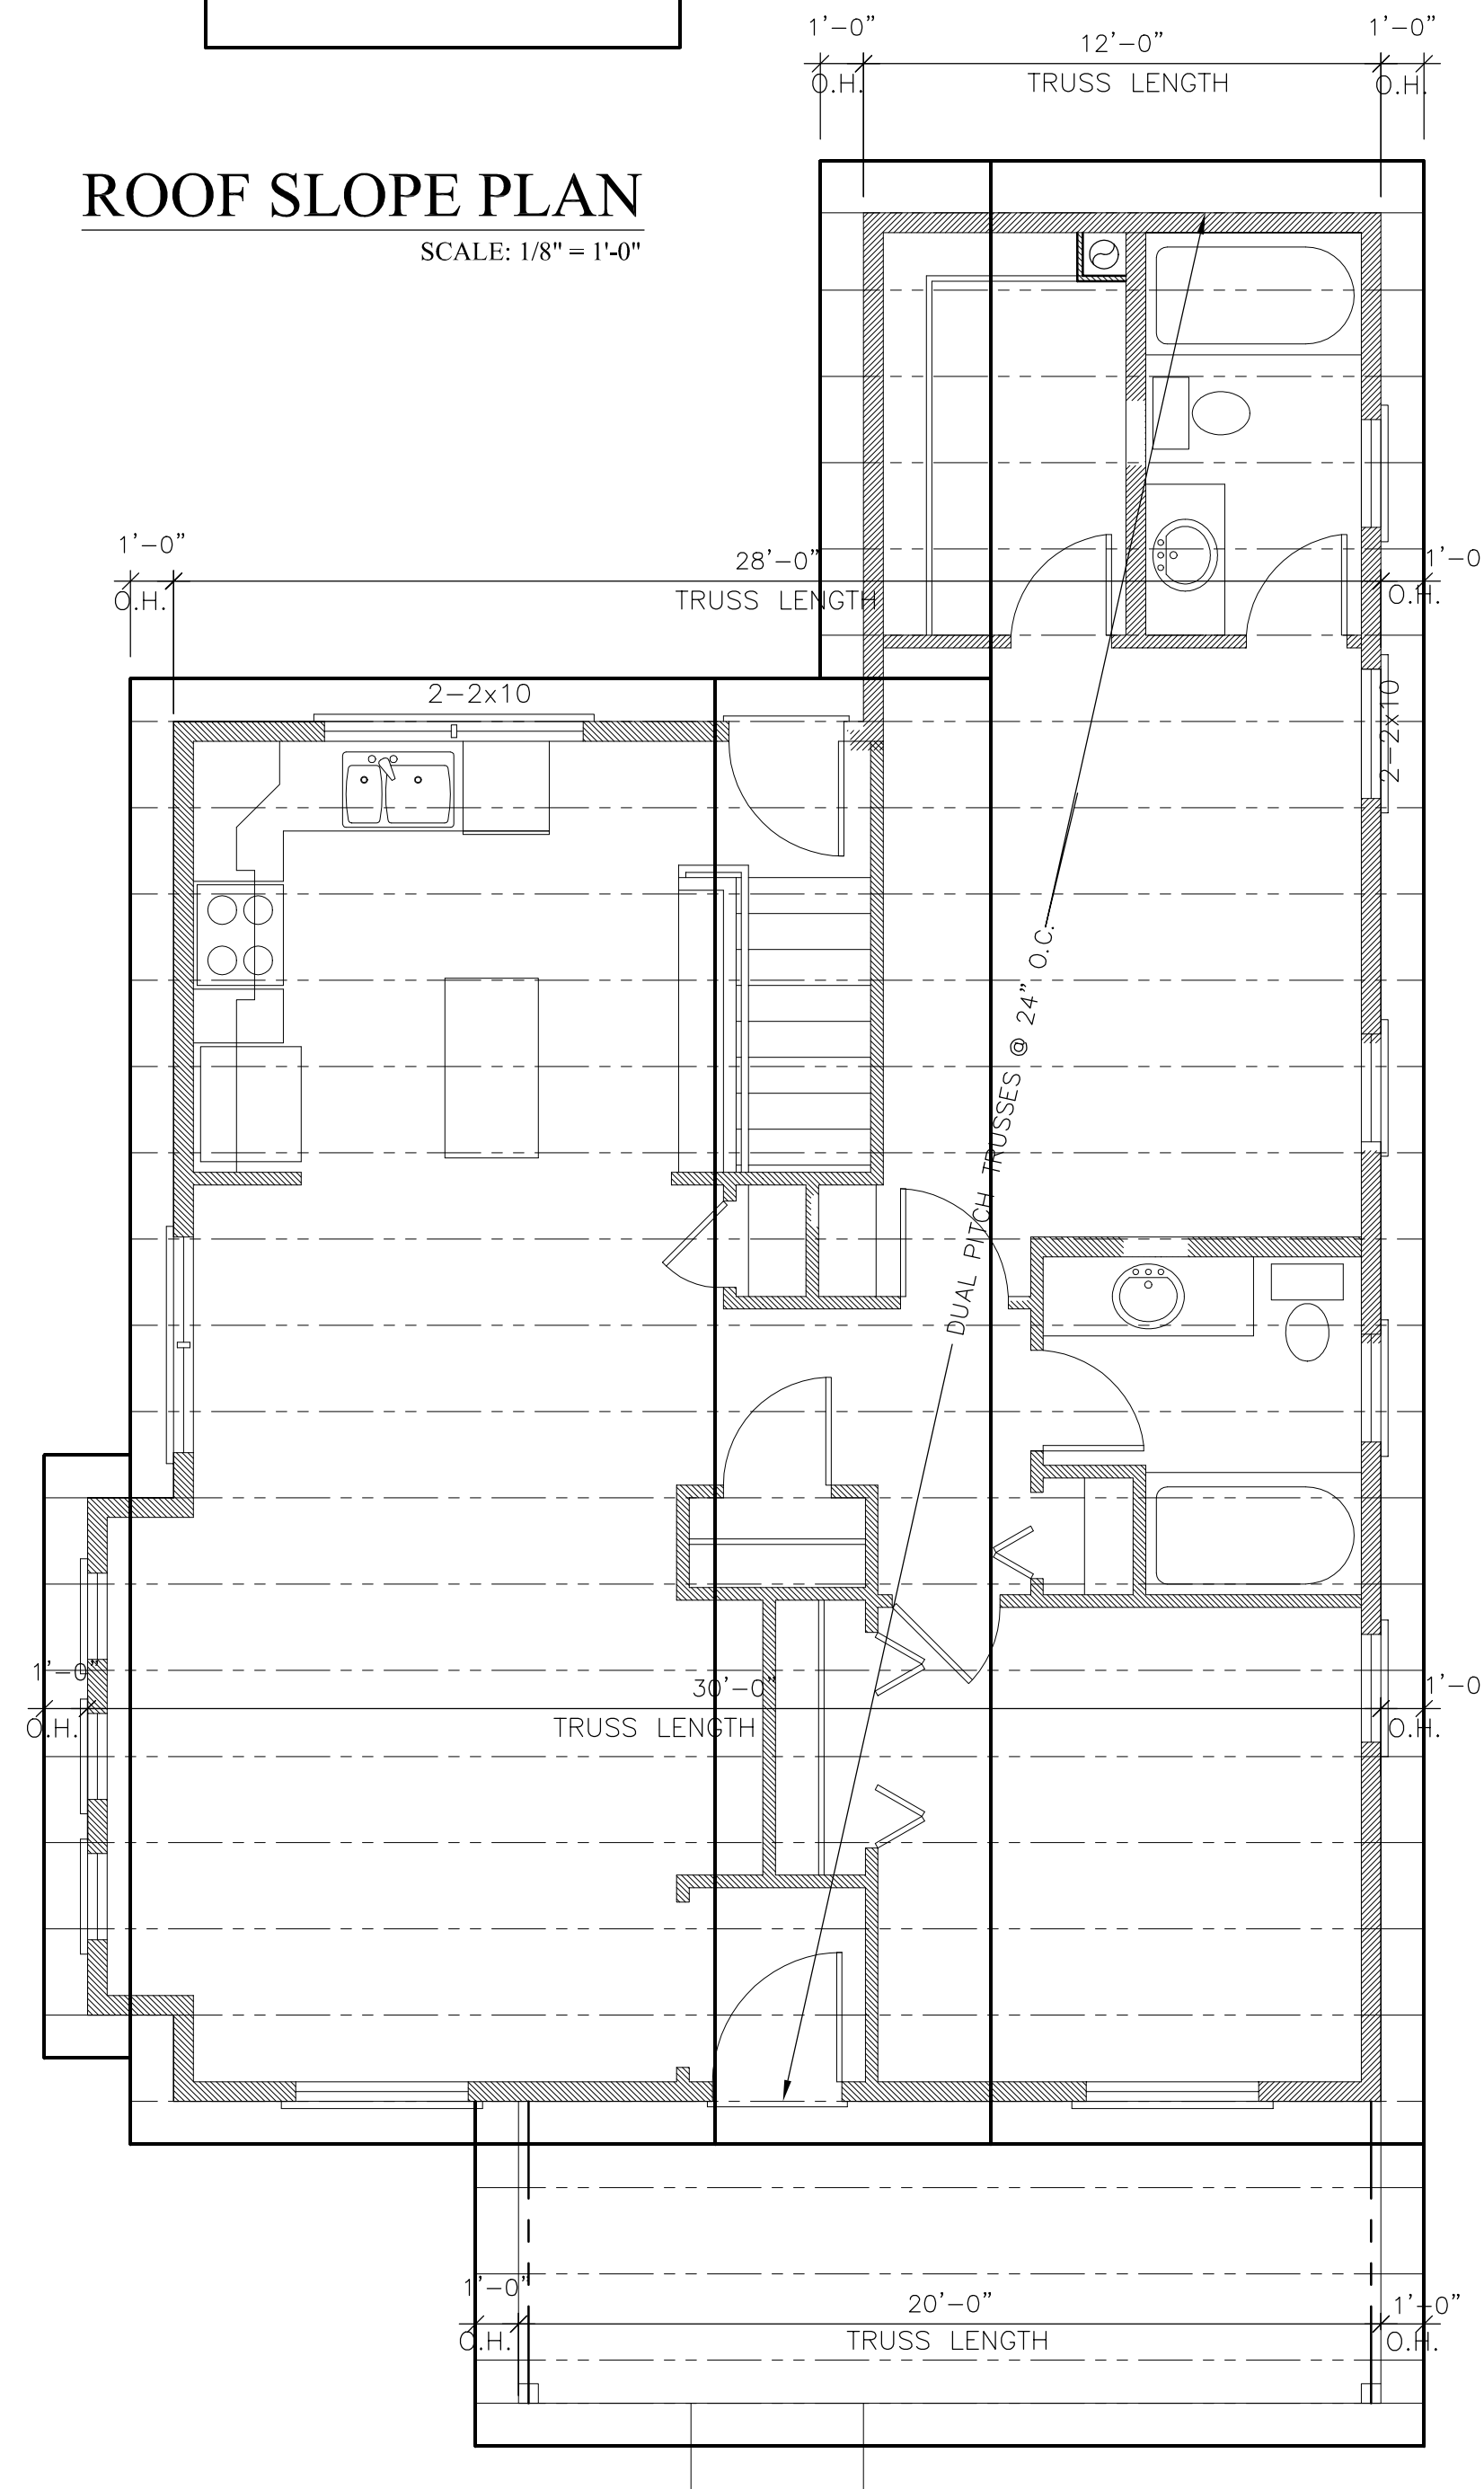 1'-0" 12'-0" 1'-0"
O.H. TRUSS LENGTH O.H.
ROOF SLOPE PLAN
SCALE: 1/8" = 1'-0"
1'-0" 28'-0" 1'-0
O.H. TRUSS LENGTH O.H.
2-2x10
2-2x10
DUAL PITCH TRUSSES @ 24" O.C.
1'-0" 30'-0" 1'-0
O.H. TRUSS LENGTH O.H.
1'-0" 20'-0" 1'-0"
O.H. TRUSS LENGTH O.H.